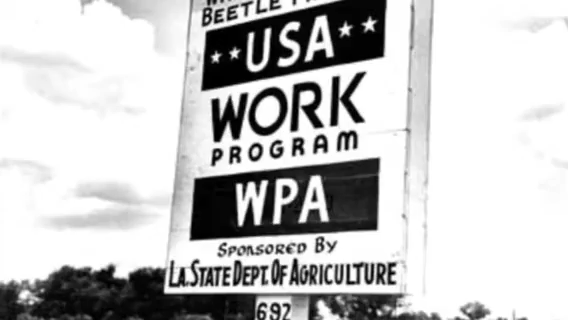 BEETLE
★★USA★★
WORK
PROGRAM
WPA
SPONSORED BY
LA. STATE DEPT. OF AGRICULTURE
692